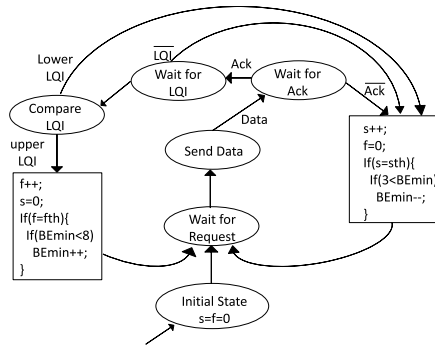 Lower
LQI
LQI
Ack
Wait for
LQI
Wait for
Ack
Ack
Compare
LQI
Data
upper
LQI
Send Data
s++;
f=0;
If(s=sth){
If(3<BEmin)
BEmin--;
}
f++;
s=0;
If(f=fth){
If(BEmin<8)
BEmin++;
}
Wait for
Request
Initial State
s=f=0